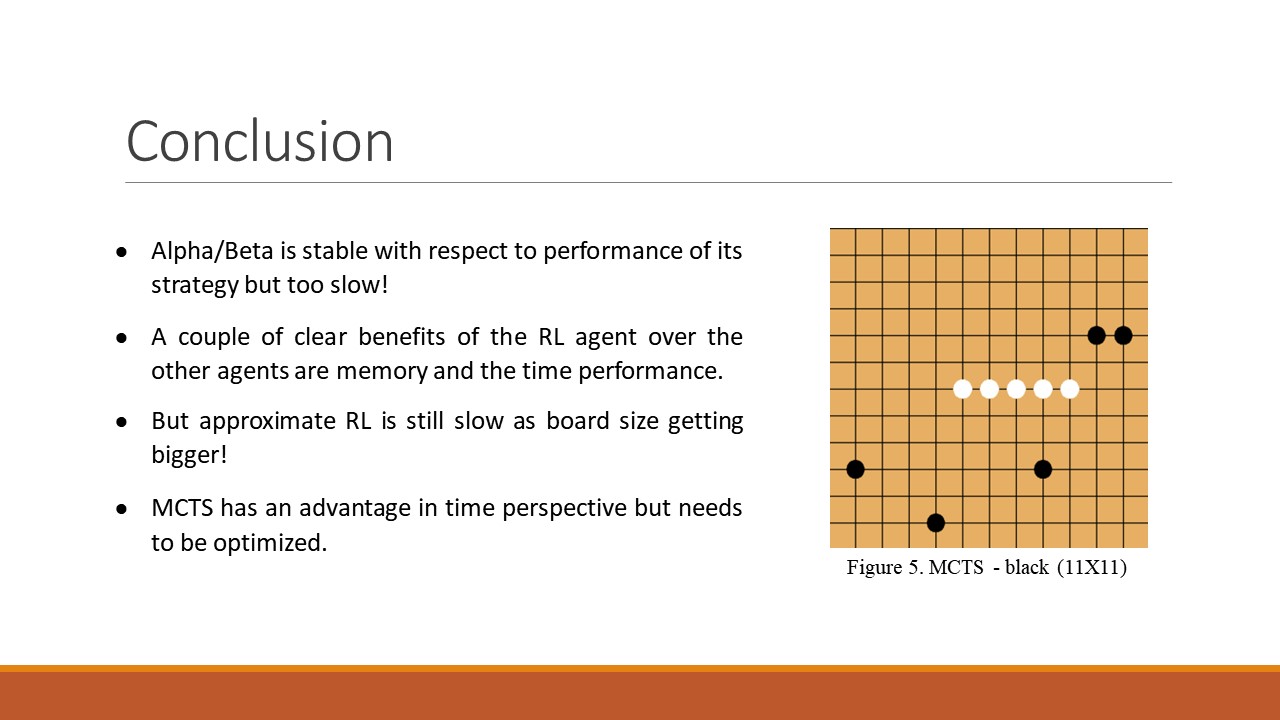 Conclusion
● Alpha/Beta is stable with respect to performance of its
strategy but too slow!
● A couple of clear benefits of the RL agent over the
other agents are memory and the time performance.
● But approximate RL is still slow as board size getting
bigger!
● MCTS has an advantage in time perspective but needs
to be optimized.
Figure 5. MCTS - black (11X11)